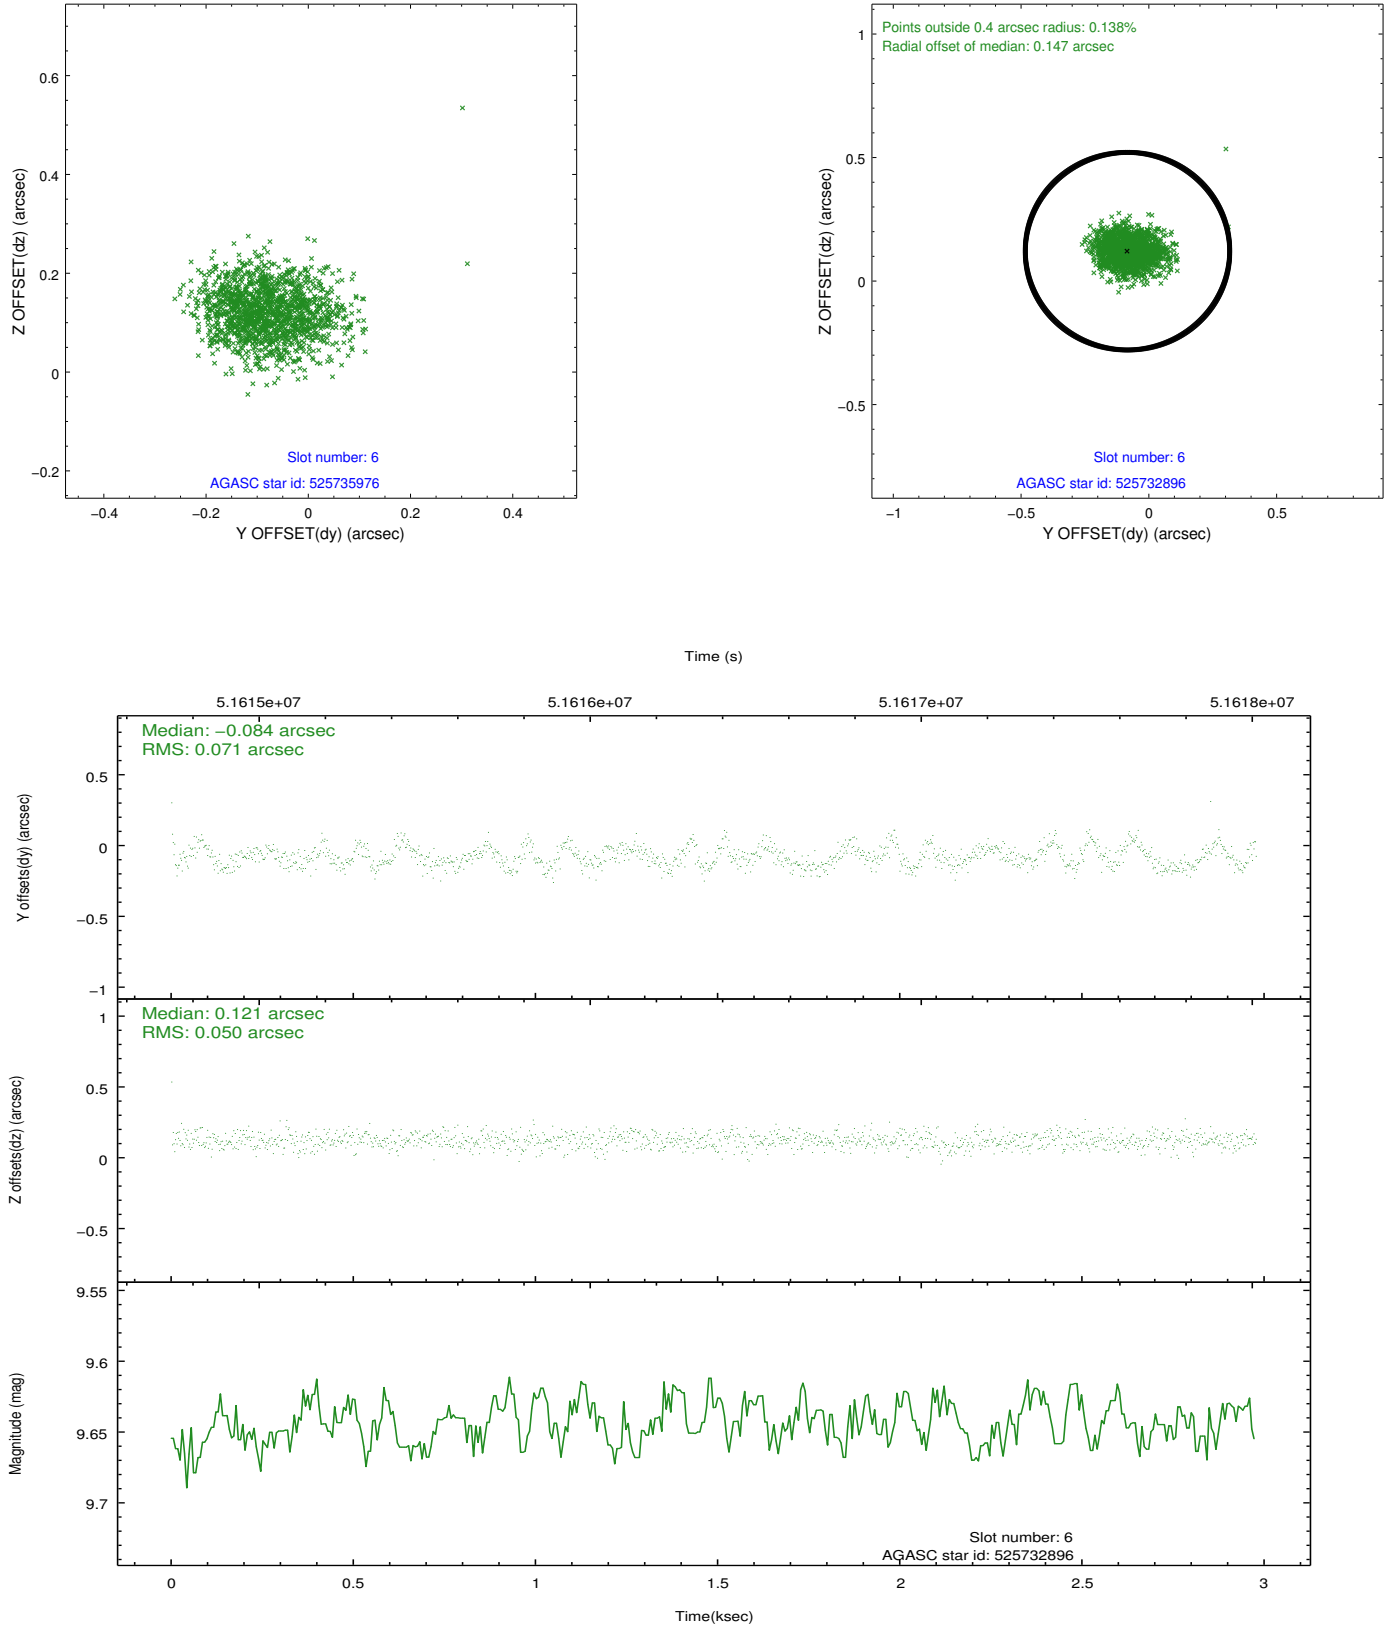 0.6
0.4
0.2
0
−0.2
Z OFFSET(dz) (arcsec)
Slot number: 6
AGASC star id: 525735976
−0.4 −0.2 0 0.2 0.4
Y OFFSET(dy) (arcsec)
Points outside 0.4 arcsec radius: 0.138%
Radial offset of median: 0.147 arcsec
1
0.5
0
−0.5
Z OFFSET(dz) (arcsec)
Slot number: 6
AGASC star id: 525732896
−1 −0.5 0 0.5
Y OFFSET(dy) (arcsec)
Time (s)
5.1615e+07 5.1616e+07 5.1617e+07 5.1618e+07
Median: −0.084 arcsec
RMS: 0.071 arcsec
0.5
0
−0.5
−1
Y offsets(dy) (arcsec)
Median: 0.121 arcsec
RMS: 0.050 arcsec
1
0.5
0
−0.5
Z offsets(dz) (arcsec)
9.55
9.6
9.65
9.7
Magnitude (mag)
Slot number: 6
AGASC star id: 525732896
0 0.5 1 1.5 2 2.5 3
Time(ksec)